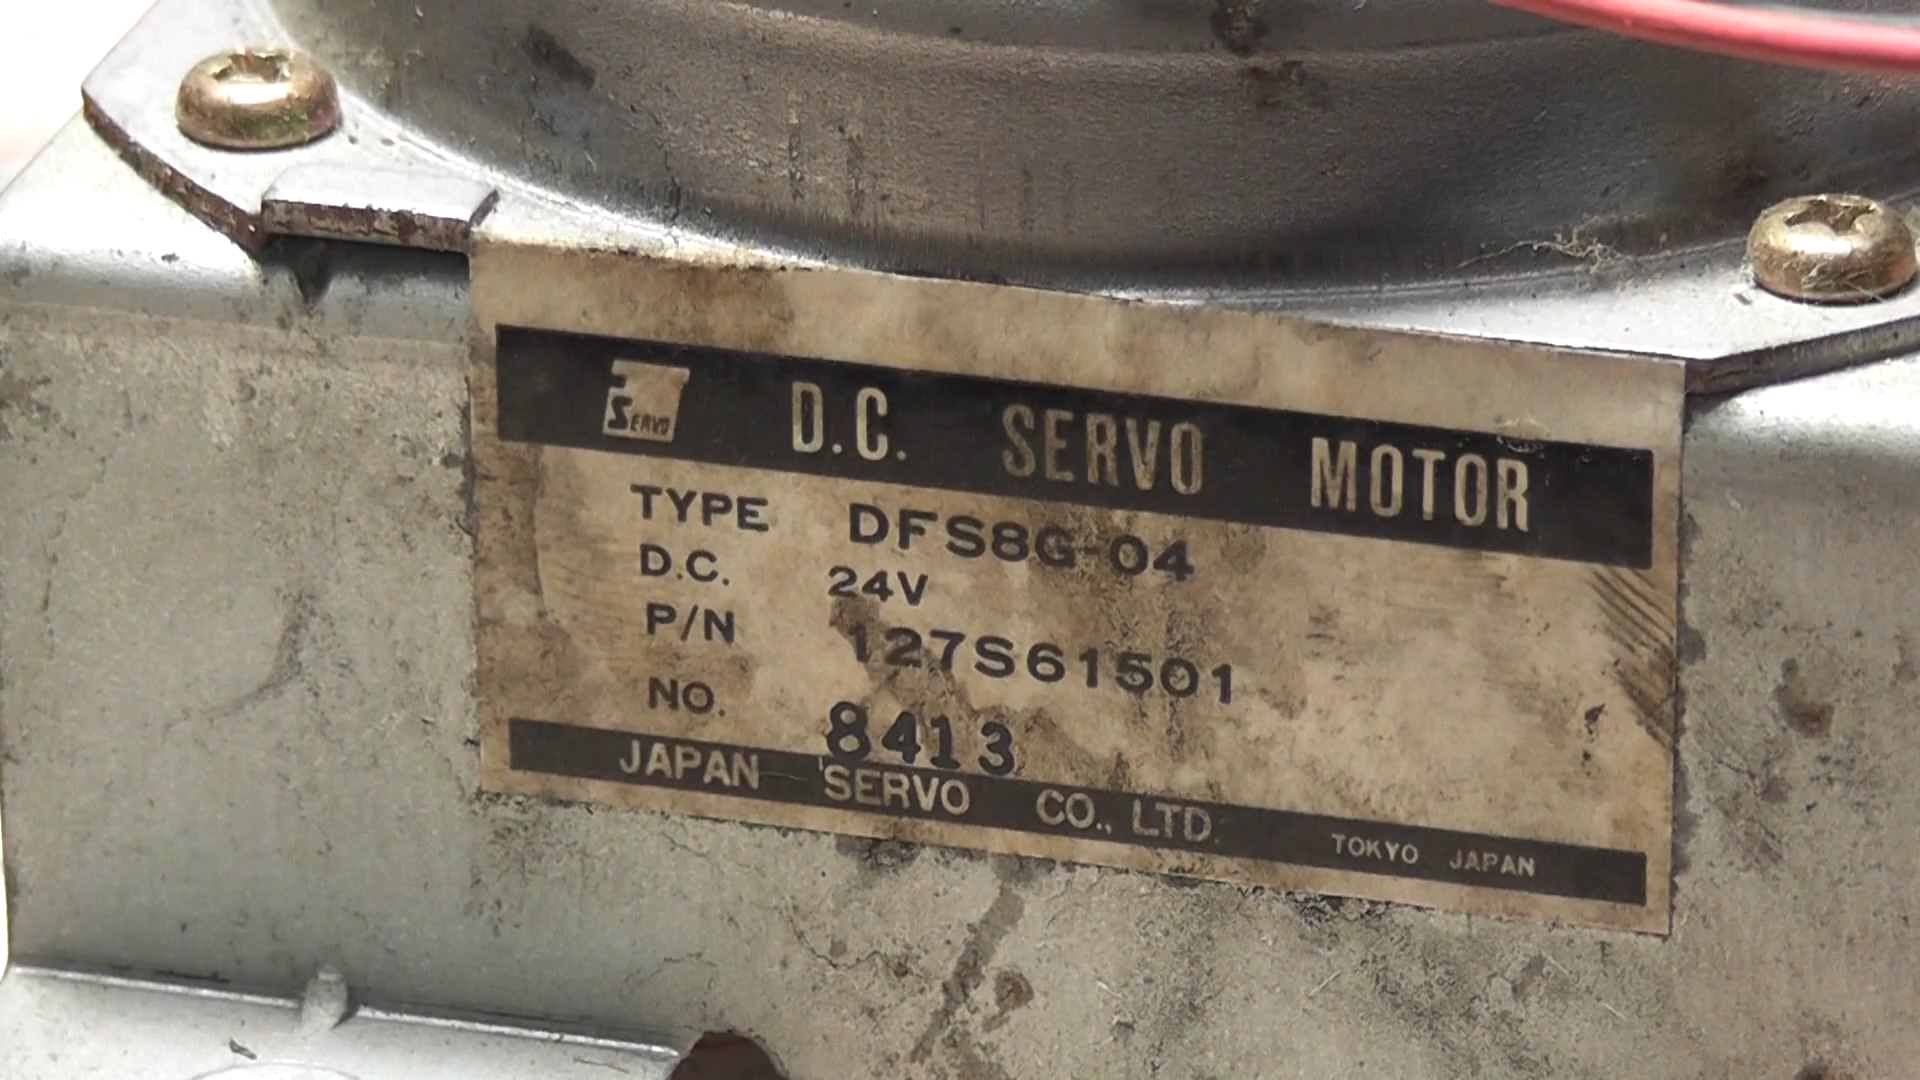 SERVO D.C. SERVO MOTOR
TYPE DFS8G-04
D.C. 24V
P/N 127S61501
NO. 8413
JAPAN SERVO CO., LTD. TOKYO JAPAN